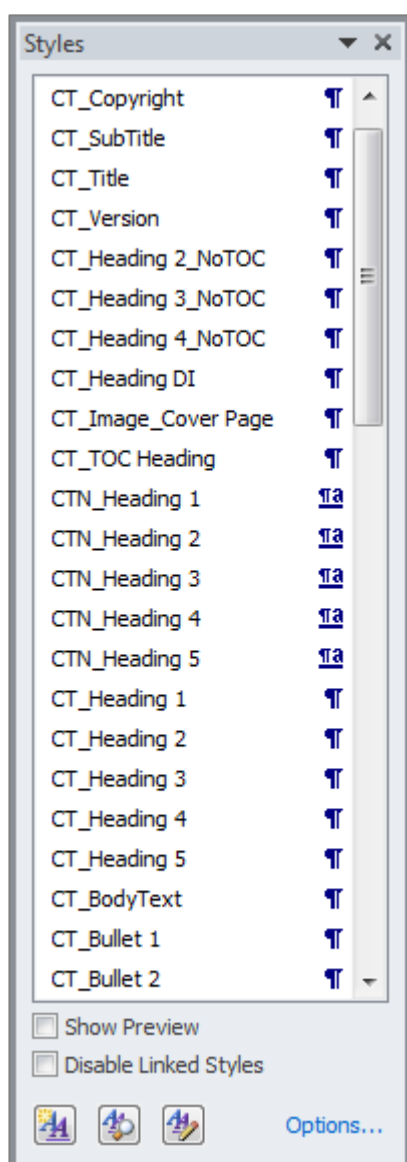 Styles
CT_Copyright ¶
CT_SubTitle ¶
CT_Title ¶
CT_Version ¶
CT_Heading 2_NoTOC ¶
CT_Heading 3_NoTOC ¶
CT_Heading 4_NoTOC ¶
CT_Heading DI ¶
CT_Image_Cover Page ¶
CT_TOC Heading ¶
CTN_Heading 1 ¶a
CTN_Heading 2 ¶a
CTN_Heading 3 ¶a
CTN_Heading 4 ¶a
CTN_Heading 5 ¶a
CT_Heading 1 ¶
CT_Heading 2 ¶
CT_Heading 3 ¶
CT_Heading 4 ¶
CT_Heading 5 ¶
CT_BodyText ¶
CT_Bullet 1 ¶
CT_Bullet 2 ¶
Show Preview
Disable Linked Styles
Options...